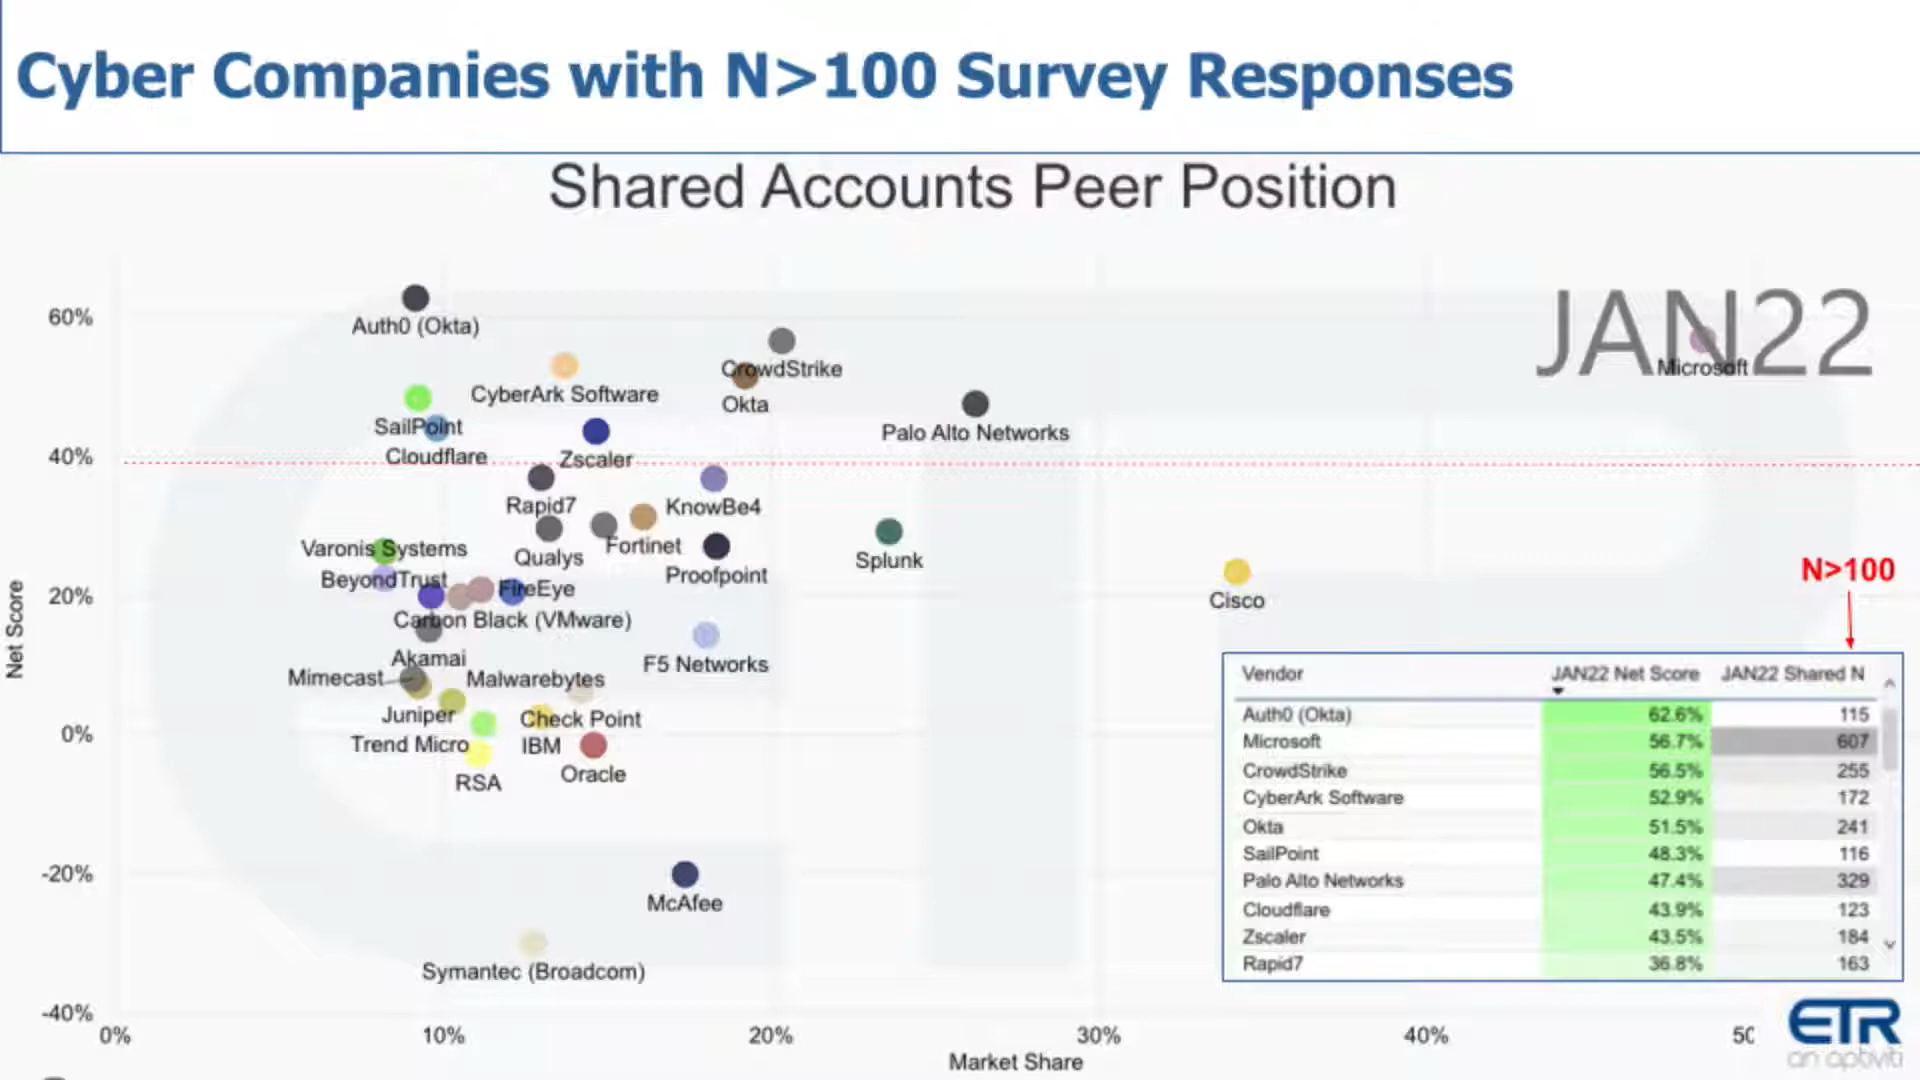 Cyber Companies with N>100 Survey Responses
Shared Accounts Peer Position
JAN22
60%
40%
20%
0%
-20%
-40%
Net Score
Auth0 (Okta)
CrowdStrike
Microsoft
CyberArk Software
Okta
SailPoint
Palo Alto Networks
Cloudflare
Zscaler
Rapid7
KnowBe4
Varonis Systems
Qualys
Fortinet
Splunk
Proofpoint
BeyondTrust
FireEye
Cisco
Carbon Black (VMware)
Akamai
F5 Networks
Mimecast
Malwarebytes
Juniper
Check Point
Trend Micro
IBM
RSA
Oracle
McAfee
Symantec (Broadcom)
N>100
Vendor JAN22 Net Score JAN22 Shared N
Auth0 (Okta) 62.6% 115
Microsoft 56.7% 607
CrowdStrike 56.5% 255
CyberArk Software 52.9% 172
Okta 51.5% 241
SailPoint 48.3% 116
Palo Alto Networks 47.4% 329
Cloudflare 43.9% 123
Zscaler 43.5% 184
Rapid7 36.8% 163
0% 10% 20% 30% 40%
Market Share
ETR
an aptiviti